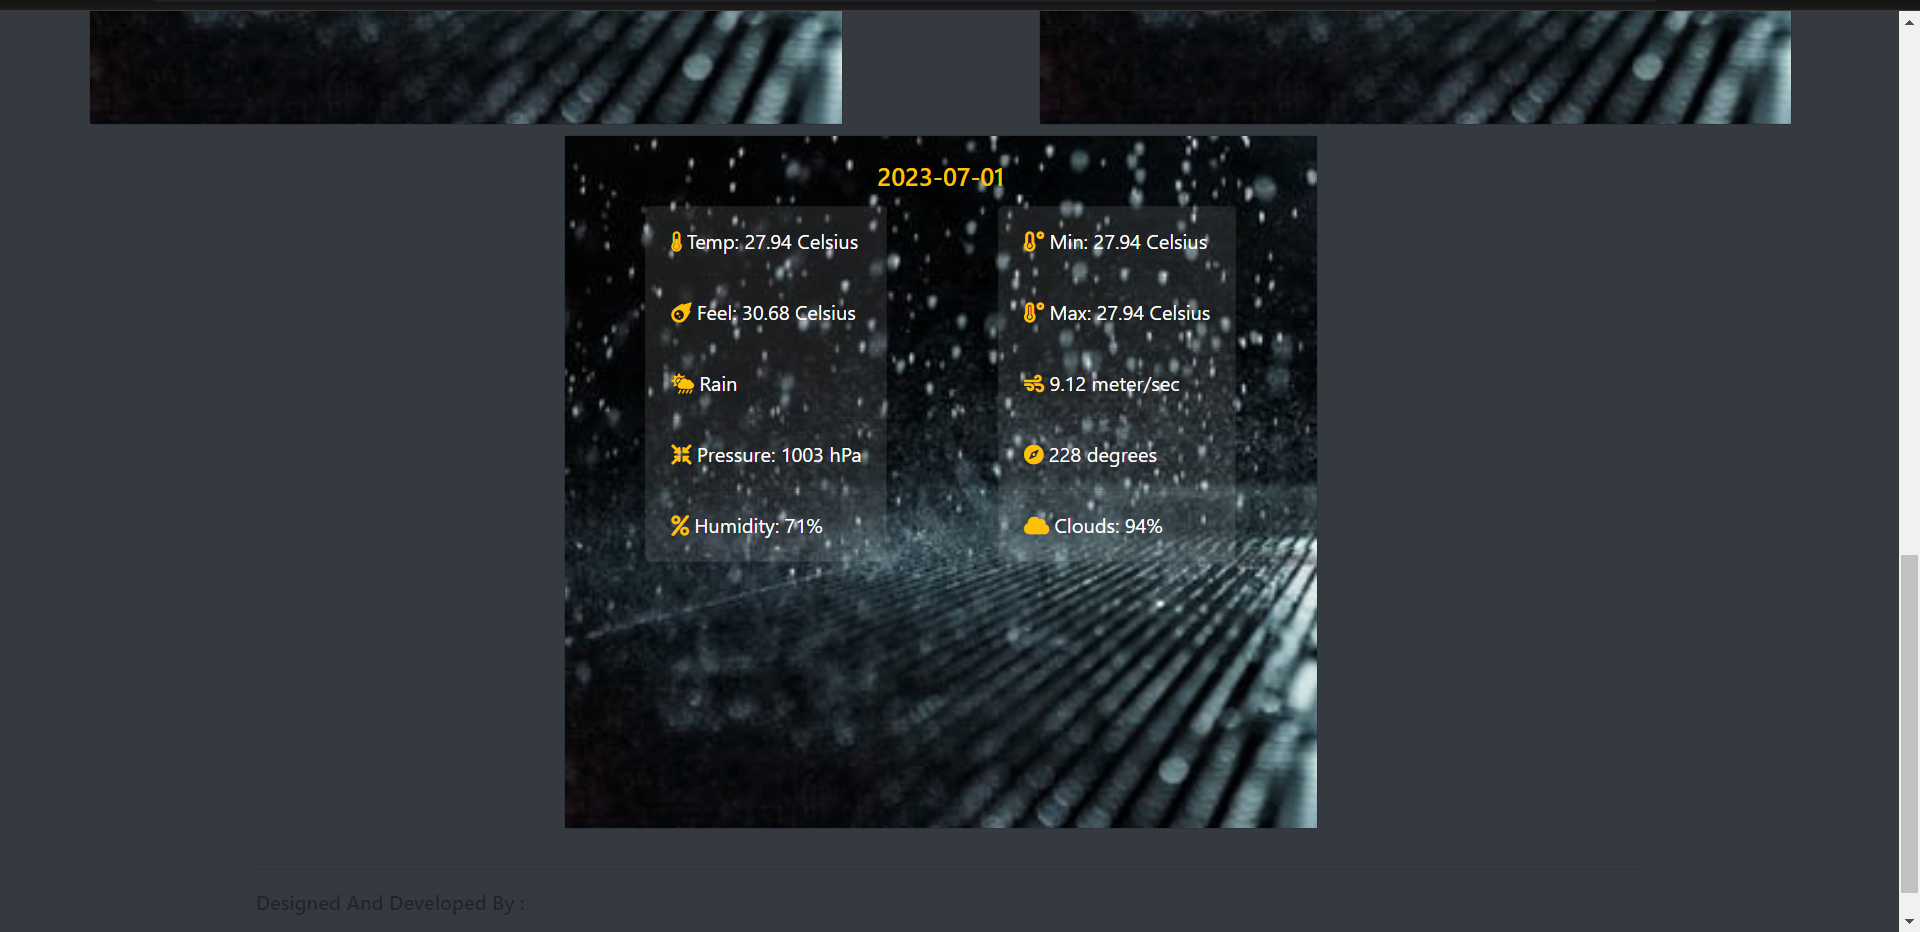 2023-07-01
Temp: 27.94 Celsius
Feel: 30.68 Celsius
Rain
Pressure: 1003 hPa
Humidity: 71%
Min: 27.94 Celsius
Max: 27.94 Celsius
9.12 meter/sec
228 degrees
Clouds: 94%
Designed And Developed By :